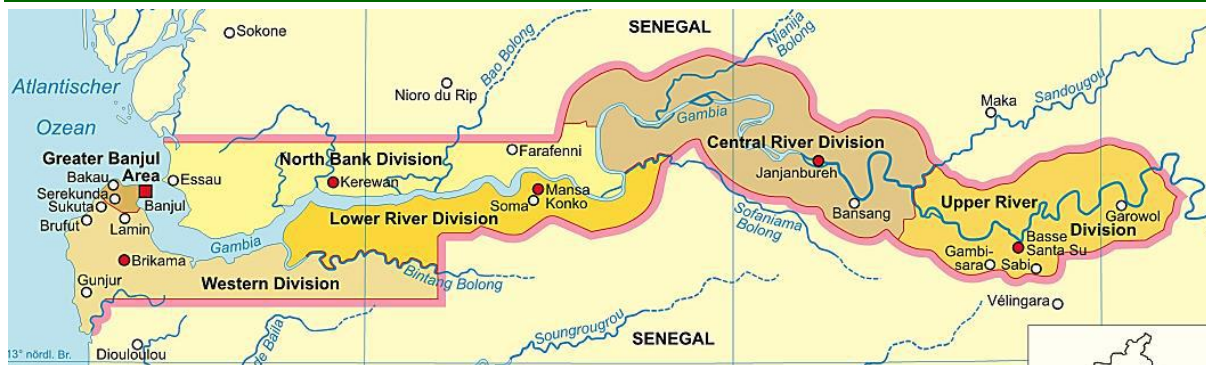 Sokone
SENEGAL
Nianija
Bolong
Bao Bolong
Atlantischer
Ozean
Nioro du Rip
Maka
Sandougou
Gambia
Greater Banjul
Area
North Bank Division
Farafenni
Central River Division
Bakau
Essau
Kerewan
Janjanbureh
Serekunda
Banjul
Mansa
Konko
Sukuta
Soma
Bansang
Upper River
Division
Garowol
Brufut
Lamin
Lower River Division
Sofaniama
Bolong
Gambia
Basse
Santa Su
Brikama
Gambi-
sara
Sabi
Gunjur
Western Division
Bintang Bolong
Vélingara
Soungrougrou
SENEGAL
Diouloulou
de Baila
13° nördl. Br.